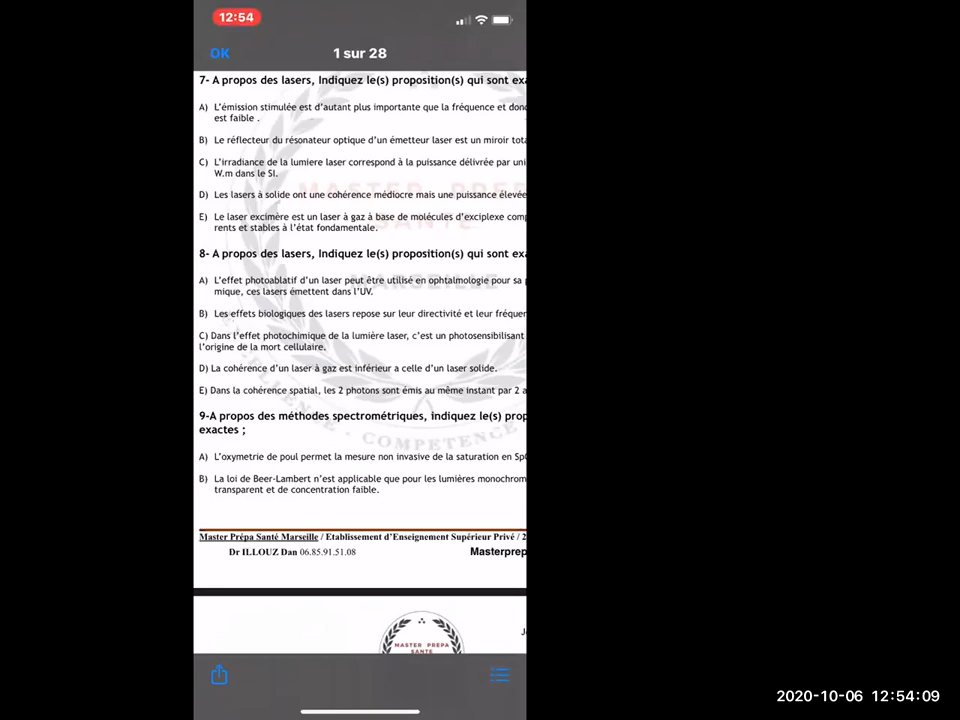 12:54
OK
1 sur 28
7- A propos des lasers, Indiquez le(s) proposition(s) qui sont exa
A) L'émission stimulée est d'autant plus importante que la fréquence et donc
est faible .
B) Le réflecteur du résonateur optique d'un émetteur laser est un miroir tota
C) L'irradiance de la lumiere laser correspond à la puissance délivrée par uni
W.m dans le SI.
D) Les lasers à solide ont une cohérence médiocre mais une puissance élevée
E) Le laser excimère est un laser à gaz à base de molécules d'exciplexe comp
rents et stables à l'état fondamentale.
MASTER PREPA
SANTE
MARSEILLE
8- A propos des lasers, Indiquez le(s) proposition(s) qui sont exa
A) L'effet photoablatif d'un laser peut être utilisé en ophtalmologie pour sa p
mique, ces lasers émettent dans l'UV.
B) Les effets biologiques des lasers repose sur leur directivité et leur fréquen
C) Dans l'effet photochimique de la lumière laser, c'est un photosensibilisant
l'origine de la mort cellulaire.
D) La cohérence d'un laser à gaz est inférieur a celle d'un laser solide.
E) Dans la cohérence spatial, les 2 photons sont émis au même instant par 2 a
9-A propos des méthodes spectrométriques, indiquez le(s) prop
exactes ;
COMPETENCE
A) L'oxymetrie de poul permet la mesure non invasive de la saturation en SpO
B) La loi de Beer-Lambert n'est applicable que pour les lumières monochrom
transparent et de concentration faible.
Master Prépa Santé Marseille / Etablissement d'Enseignement Supérieur Privé / 2
Dr ILLOUZ Dan 06.85.91.51.08 Masterprep
MASTER PREPA
SANTE
2020-10-06 12:54:09